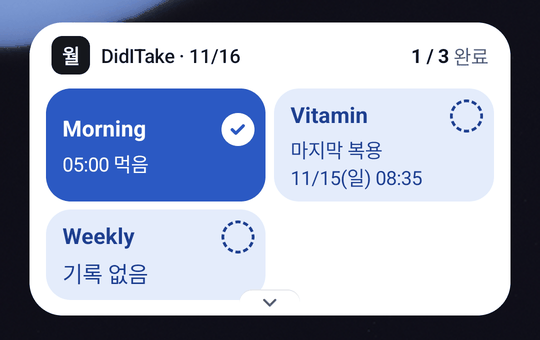 월 DidITake · 11/16 1 / 3 완료
Morning
05:00 먹음
Vitamin
마지막 복용
11/15(일) 08:35
Weekly
기록 없음